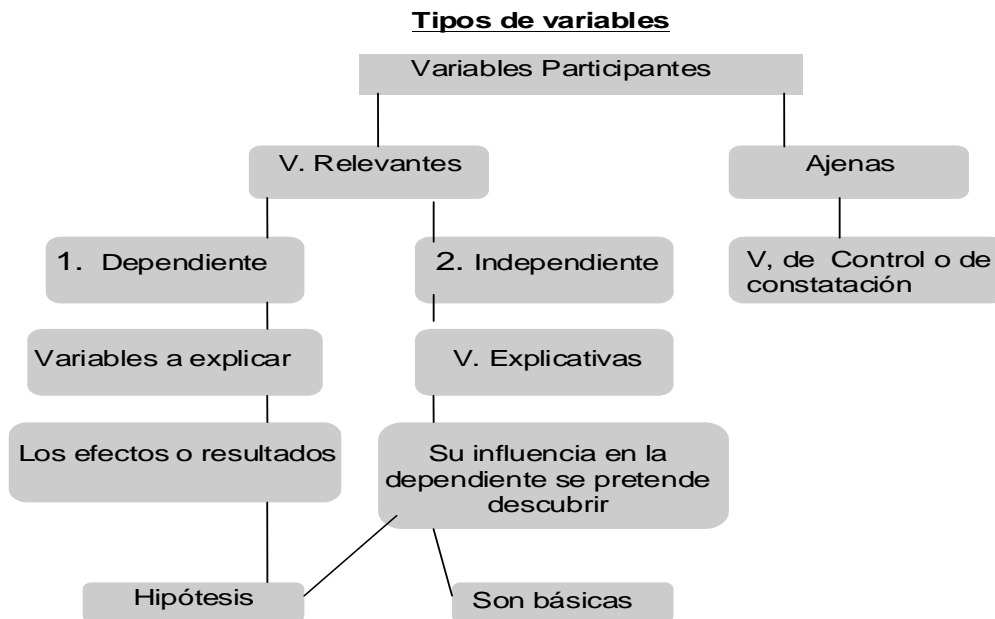 Tipos de variables
Variables Participantes
V. Relevantes
Ajenas
1. Dependiente
2. Independiente
V, de Control o de
constatación
Variables a explicar
V. Explicativas
Los efectos o resultados
Su influencia en la
dependiente se pretende
descubrir
Hipótesis
Son básicas